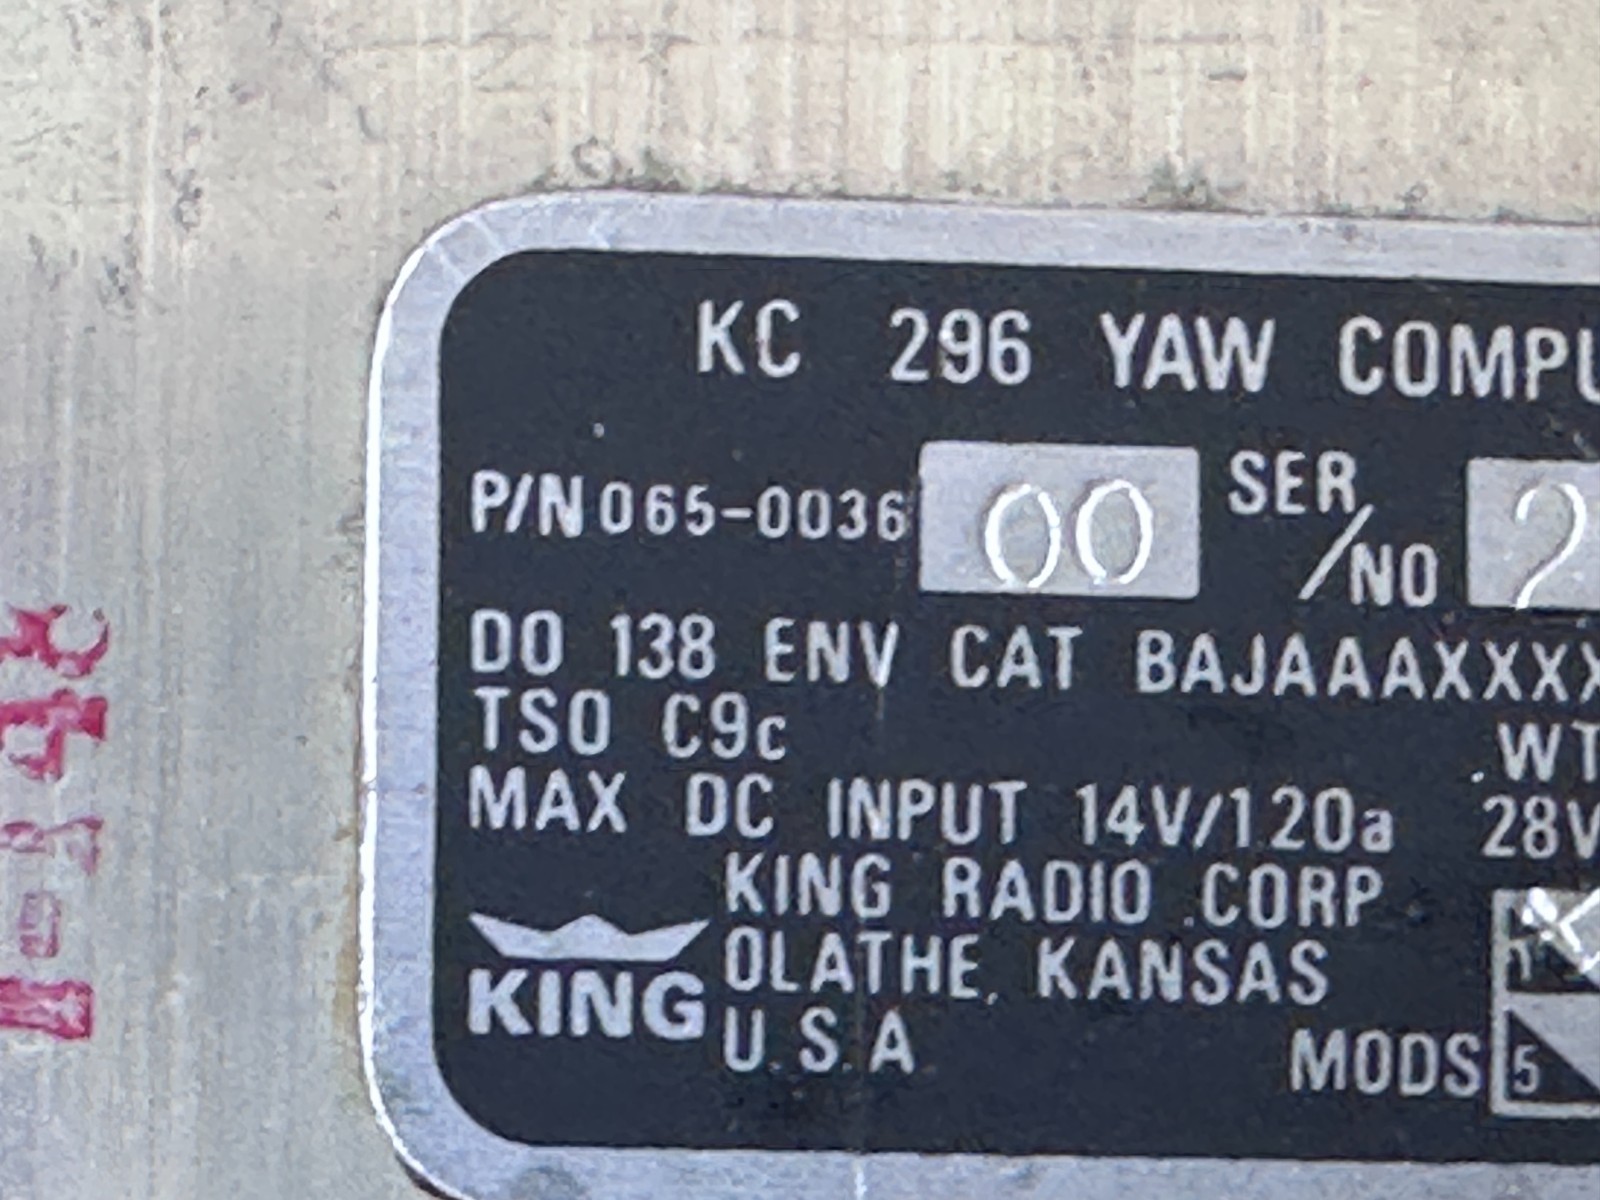 KC 296 YAW COMPU
P/N 065-0036 00 SER/NO 2
DO 138 ENV CAT BAJAAAXXXX
TSO C9c WT
MAX DC INPUT 14V/1.20a 28V
KING RADIO CORP
KING OLATHE, KANSAS
U.S.A
MODS 5